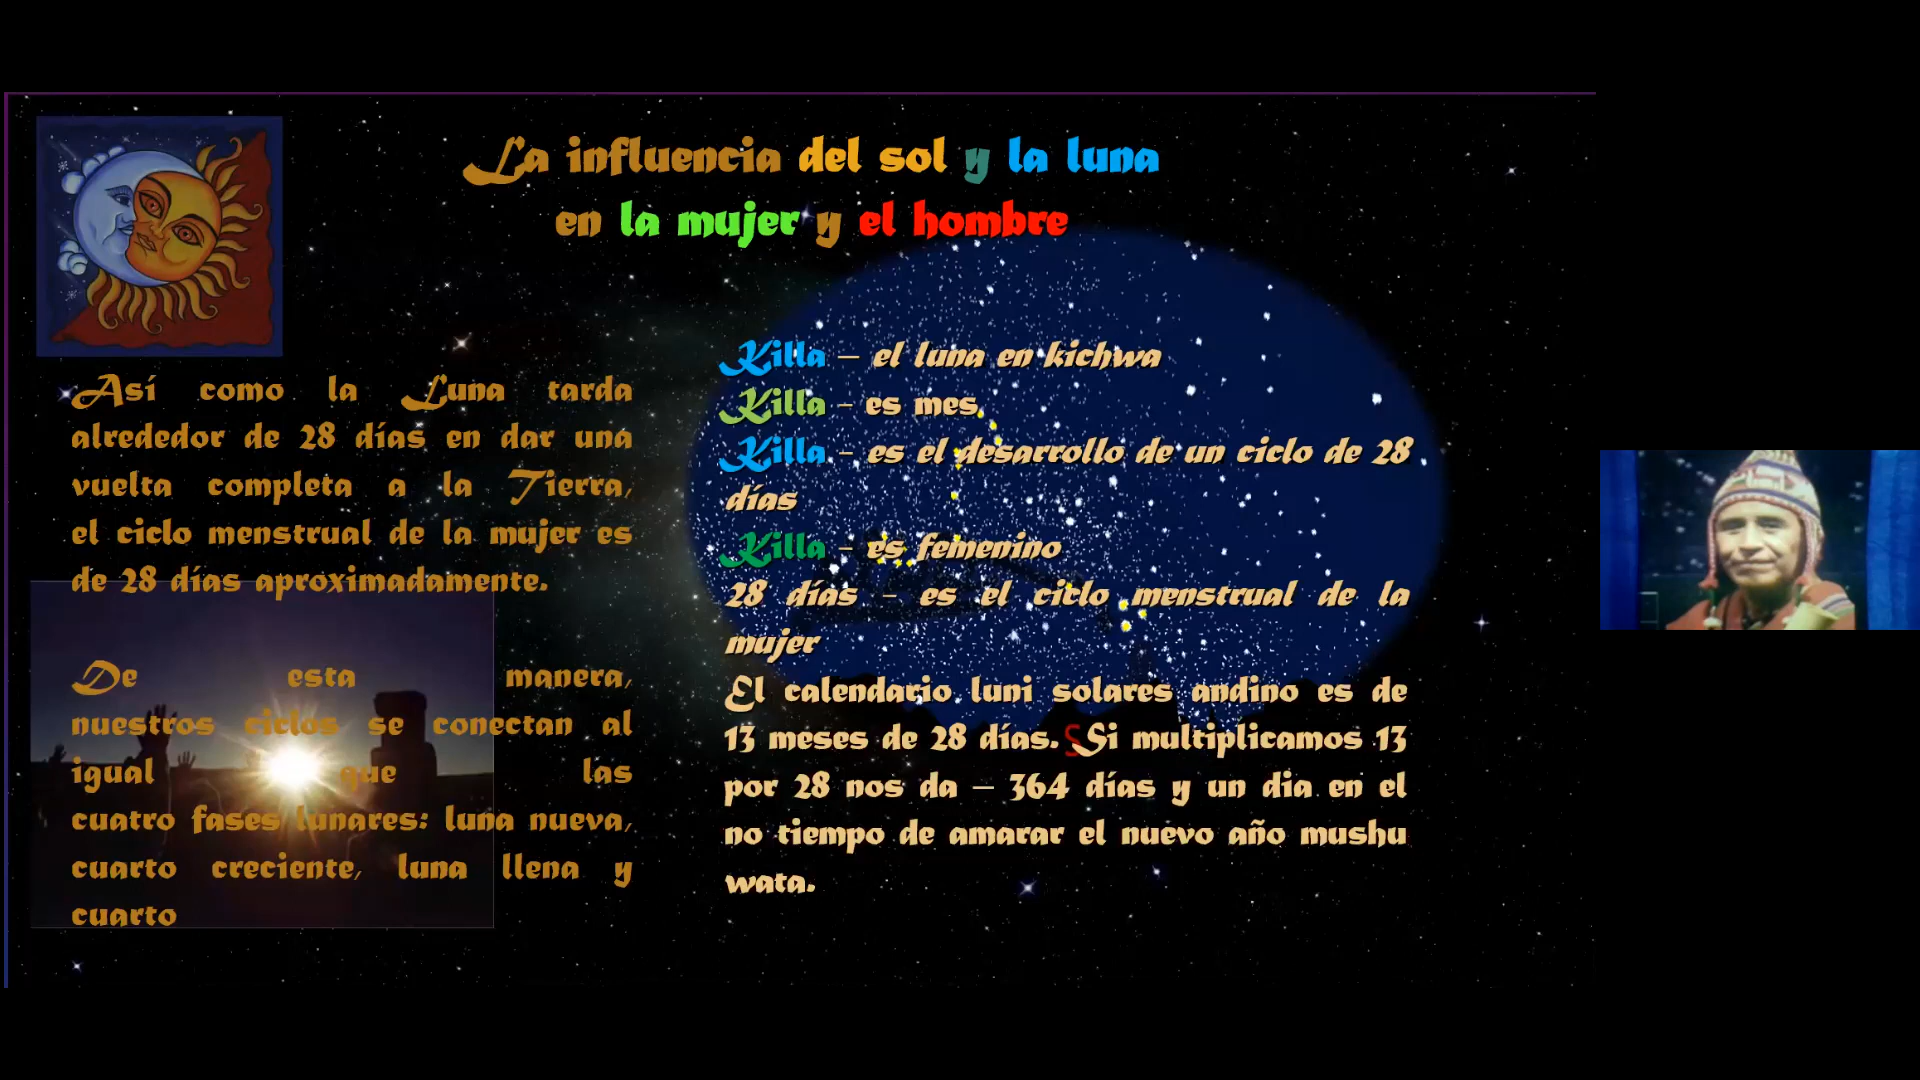 La influencia del sol y la luna
en la mujer y el hombre
Así como la Luna tarda
alrededor de 28 días en dar una
vuelta completa a la Tierra,
el ciclo menstrual de la mujer es
de 28 días aproximadamente.
De esta manera,
nuestros ciclos se conectan al
igual que las
cuatro fases lunares: luna nueva,
cuarto creciente, luna llena y
cuarto
Killa – el luna en kichwa
Killa - es mes,
Killa - es el desarrollo de un ciclo de 28
días
Killa - es femenino
28 días - es el ciclo menstrual de la
mujer
El calendario luni solares andino es de
13 meses de 28 días. Si multiplicamos 13
por 28 nos da – 364 días y un dia en el
no tiempo de amarar el nuevo año mushu
wata.